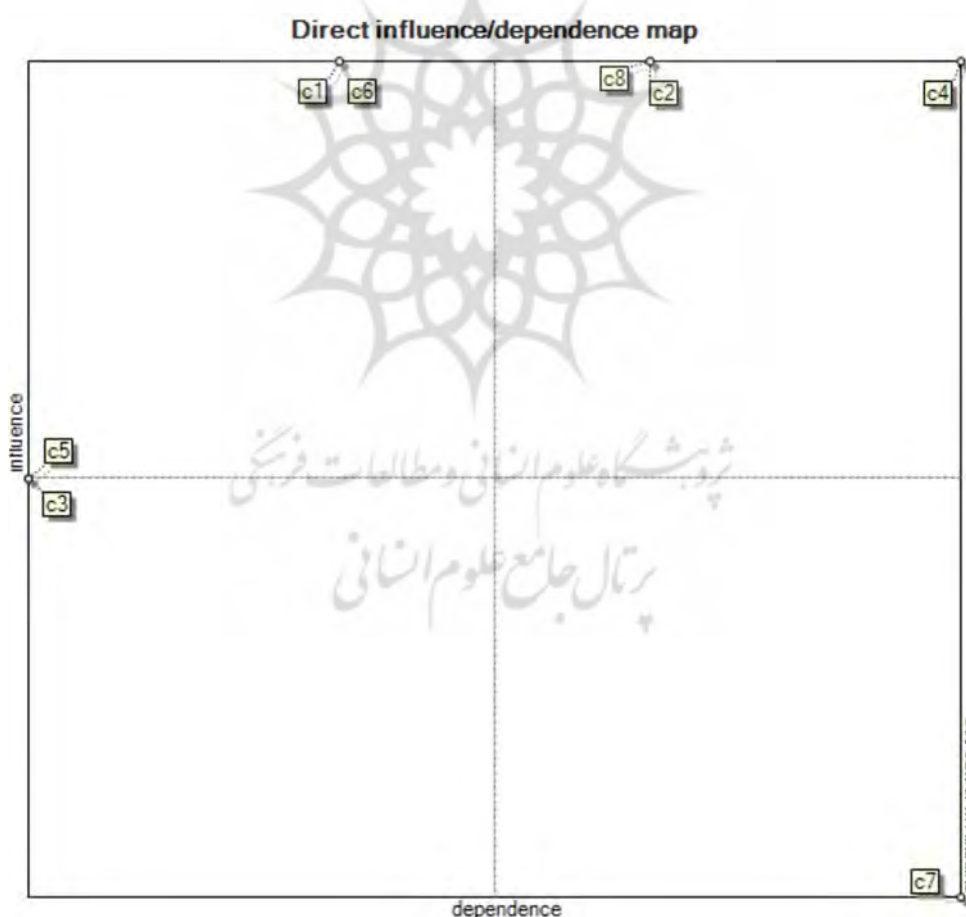 Direct influence/dependence map
c1 c6 c8 c2 c4
influence
c5
c3
پژوهشگاه علوم انسانی و مطالعات فرهنگی
پرتال جامع علوم انسانی
c7
dependence